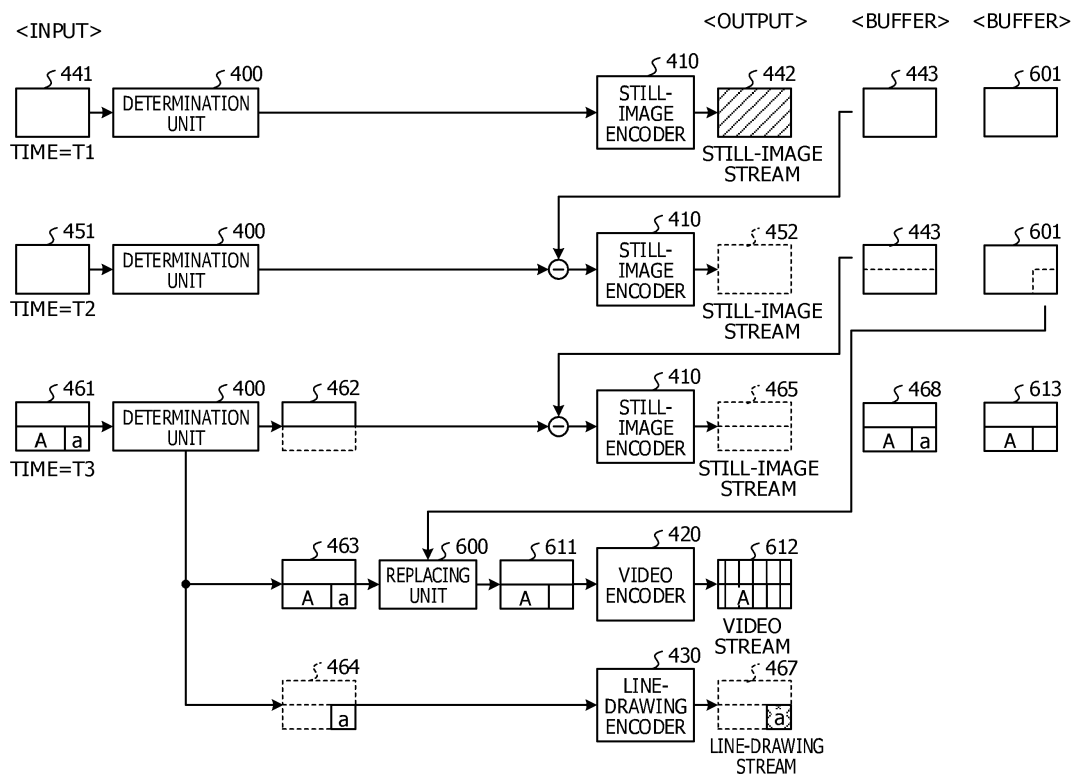 <INPUT>
<OUTPUT>
<BUFFER>
<BUFFER>
441
400
410
442
443
601
DETERMINATION
UNIT
STILL-
IMAGE
ENCODER
TIME=T1
STILL-IMAGE
STREAM
451
400
410
452
443
601
DETERMINATION
UNIT
STILL-
IMAGE
ENCODER
TIME=T2
STILL-IMAGE
STREAM
461
400
462
410
465
468
613
A
a
DETERMINATION
UNIT
STILL-
IMAGE
ENCODER
A
a
A
TIME=T3
STILL-IMAGE
STREAM
463
600
611
420
612
A
a
REPLACING
UNIT
A
VIDEO
ENCODER
A
VIDEO
STREAM
464
430
467
a
LINE-
DRAWING
ENCODER
a
LINE-DRAWING
STREAM